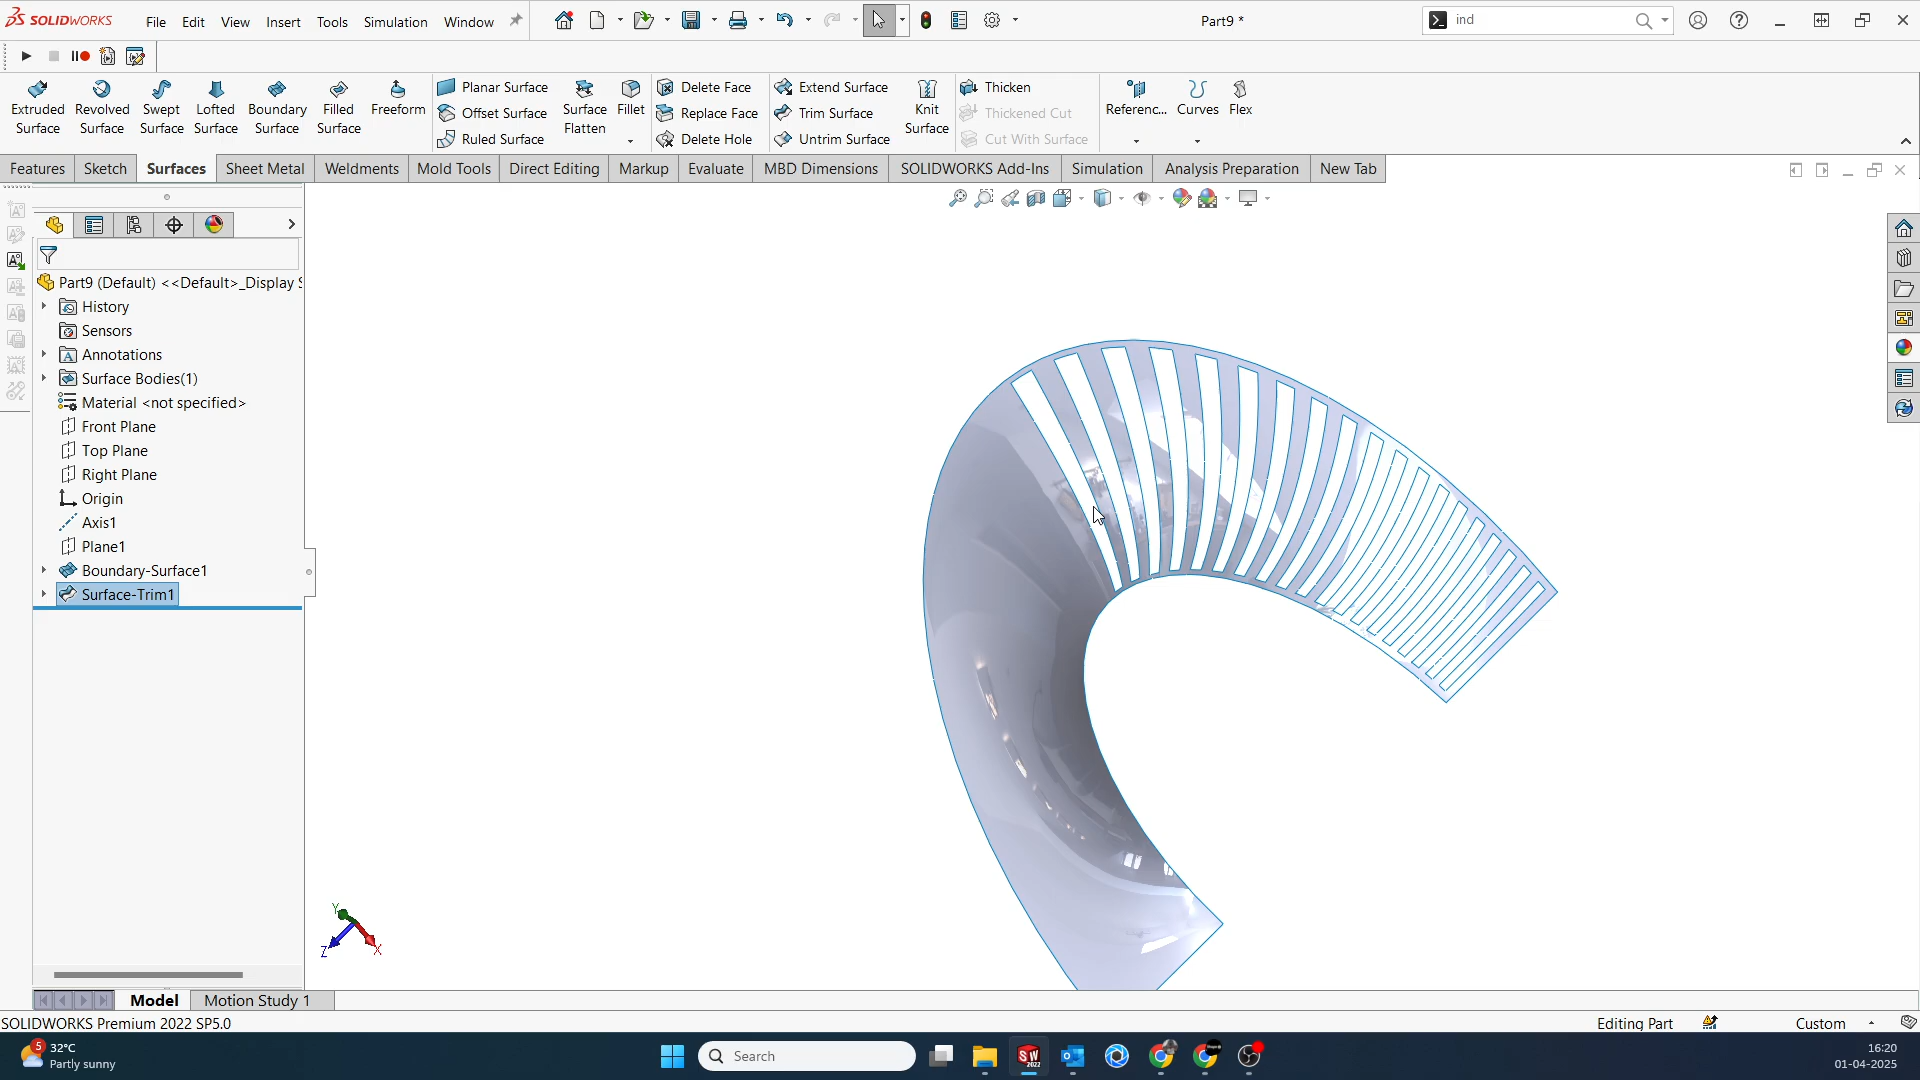 SOLIDWORKS File Edit View Insert Tools Simulation Window Part9 * ind
Extruded Surface
Revolved Surface
Swept Surface
Lofted Surface
Boundary Surface
Filled Surface
Freeform
Planar Surface
Offset Surface
Ruled Surface
Surface Flatten
Fillet
Delete Face
Replace Face
Delete Hole
Extend Surface
Trim Surface
Untrim Surface
Knit Surface
Thicken
Thickened Cut
Cut With Surface
Referenc...
Curves
Flex
Features Sketch Surfaces Sheet Metal Weldments Mold Tools Direct Editing Markup Evaluate MBD Dimensions SOLIDWORKS Add-Ins Simulation Analysis Preparation New Tab
Part9 (Default) <<Default>_Display S
History
Sensors
Annotations
Surface Bodies(1)
Material <not specified>
Front Plane
Top Plane
Right Plane
Origin
Axis1
Plane1
Boundary-Surface1
Surface-Trim1
Y
Z X
Model Motion Study 1
SOLIDWORKS Premium 2022 SP5.0 Editing Part Custom
5 32°C
Partly sunny
Search
SW
2022
16:20
01-04-2025